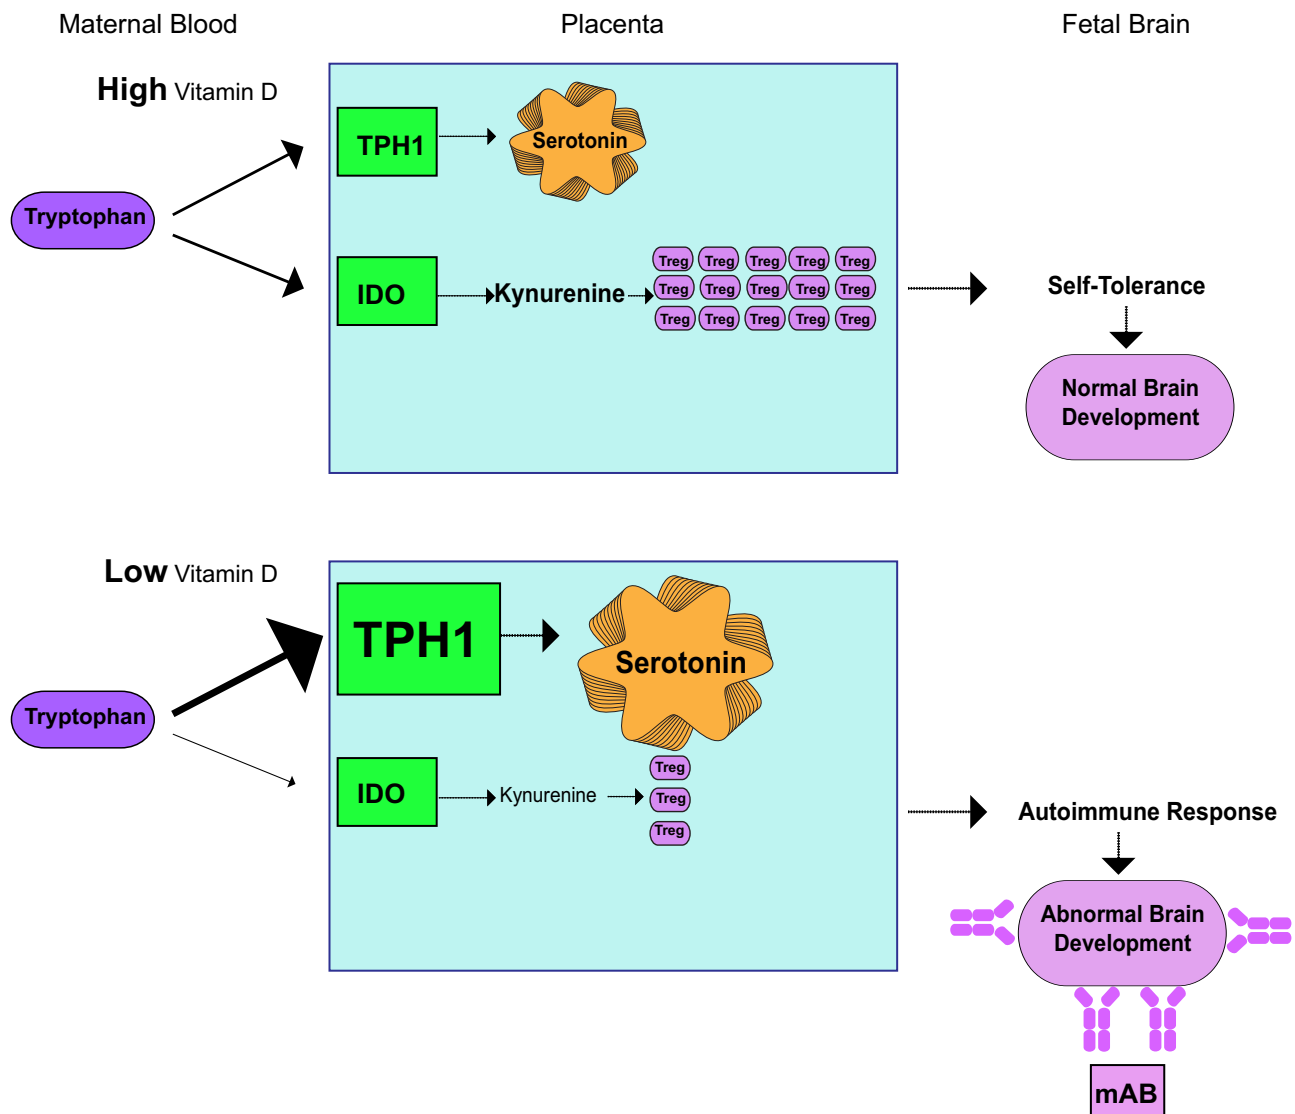 Maternal Blood
Placenta
Fetal Brain
High Vitamin D
TPH1
Serotonin
Tryptophan
Treg Treg Treg Treg Treg
IDO
Kynurenine
Treg Treg Treg Treg Treg
Treg Treg Treg Treg Treg
Self-Tolerance
Normal Brain
Development
Low Vitamin D
TPH1
Serotonin
Tryptophan
IDO
Kynurenine
Treg
Treg
Treg
Autoimmune Response
Abnormal Brain
Development
mAB